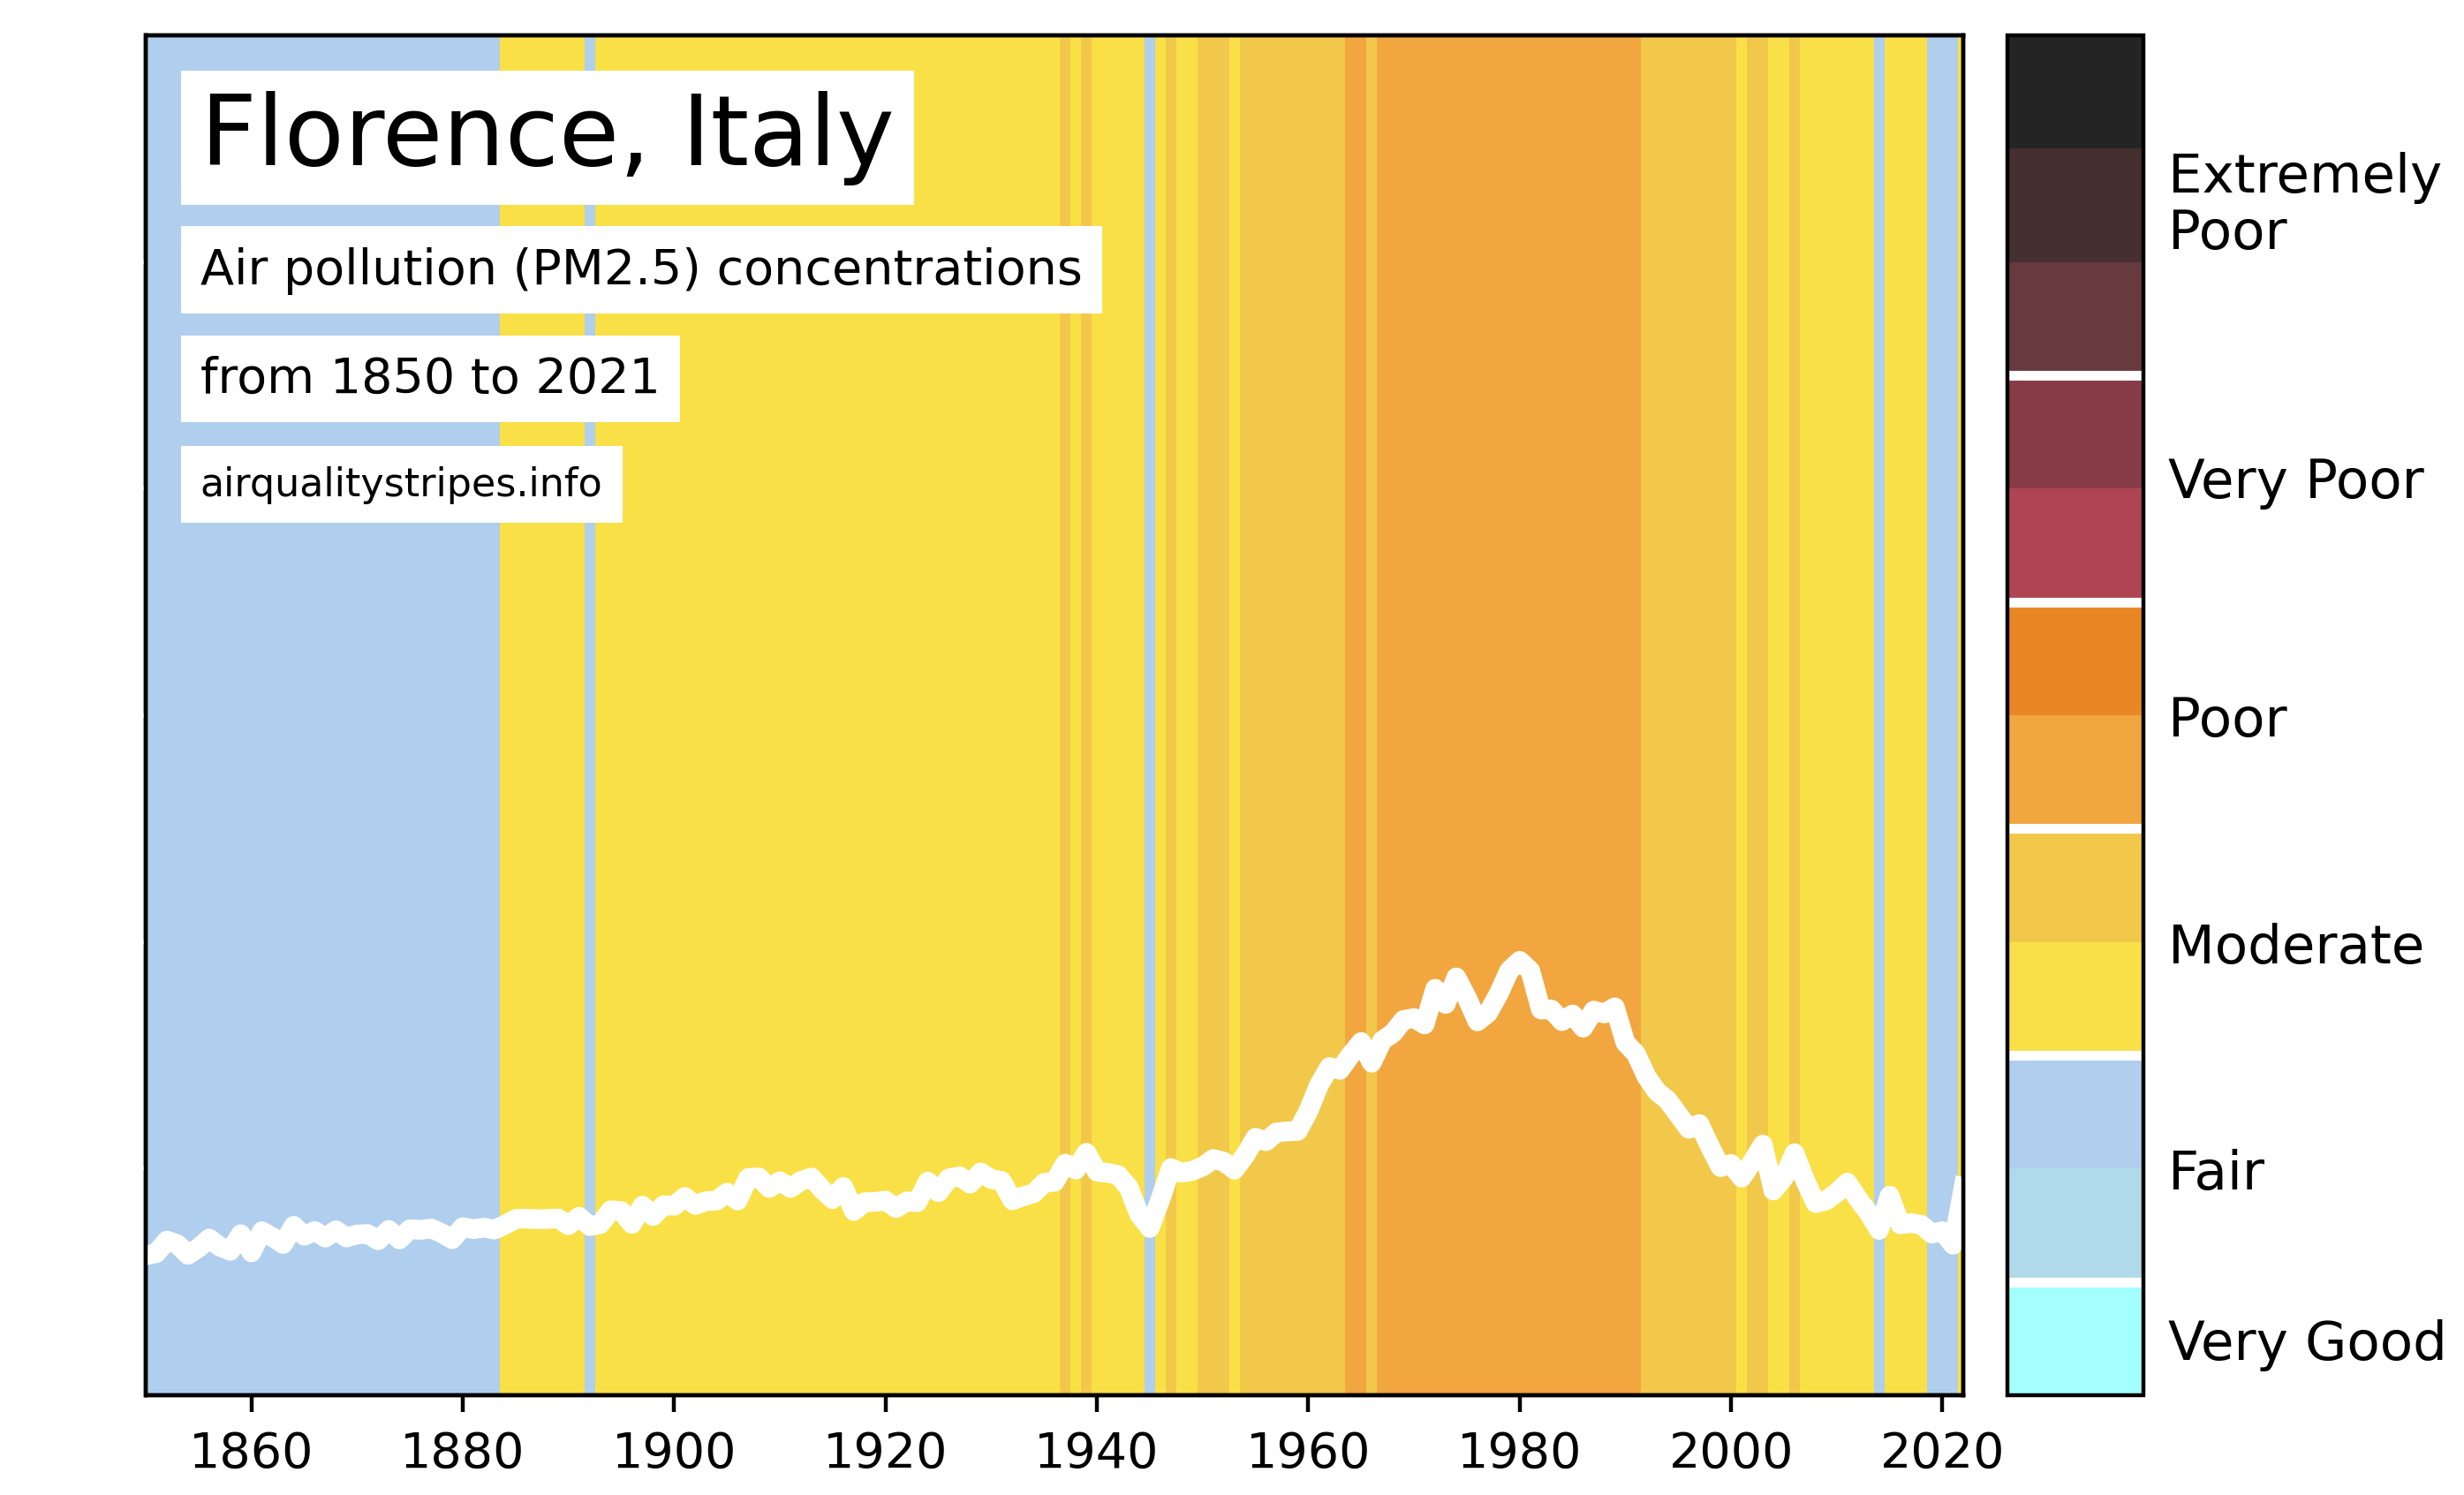 Florence, Italy
Air pollution (PM2.5) concentrations
from 1850 to 2021
airqualitystripes.info
Extremely
Poor
Very Poor
Poor
Moderate
Fair
Very Good
1860 1880 1900 1920 1940 1960 1980 2000 2020